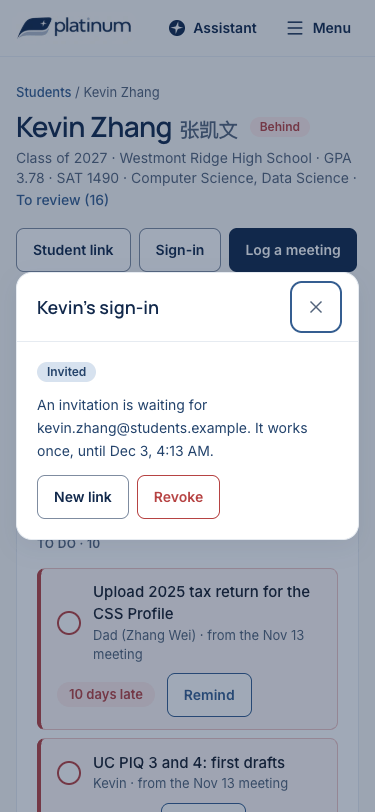 platinum
Assistant
Menu
Students / Kevin Zhang
Kevin Zhang 张凯文 Behind
Class of 2027 · Westmont Ridge High School · GPA
3.78 · SAT 1490 · Computer Science, Data Science ·
To review (16)
Student link
Sign-in
Log a meeting
Kevin's sign-in
Invited
An invitation is waiting for
kevin.zhang@students.example. It works
once, until Dec 3, 4:13 AM.
New link
Revoke
TO DO · 10
Upload 2025 tax return for the
CSS Profile
Dad (Zhang Wei) · from the Nov 13
meeting
10 days late
Remind
UC PIQ 3 and 4: first drafts
Kevin · from the Nov 13 meeting